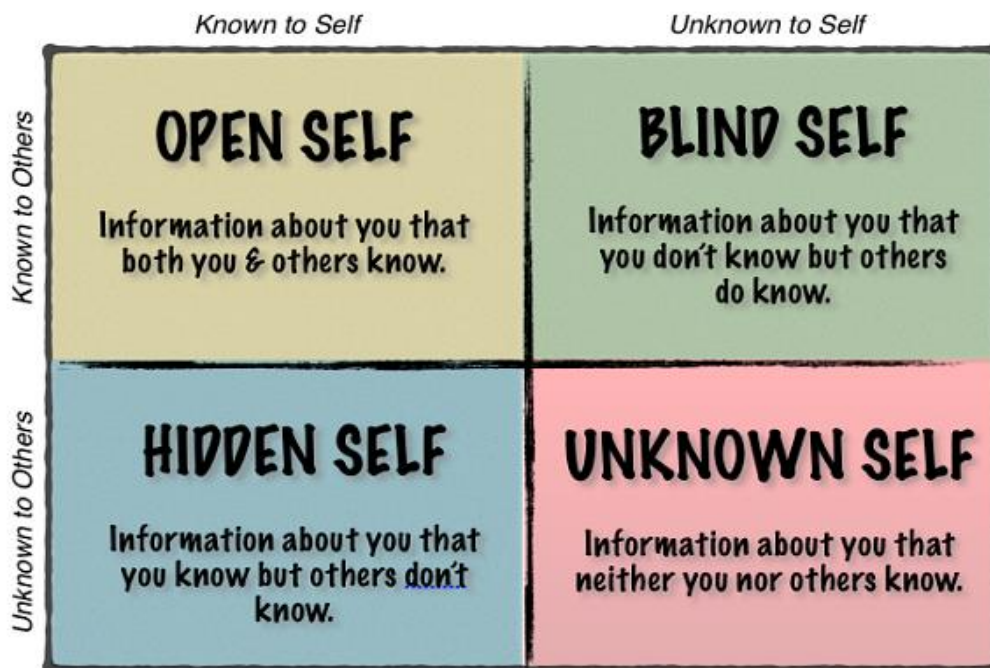 Known to Self
Unknown to Self
Known to Others
OPEN SELF
Information about you that
both you & others know.
BLIND SELF
Information about you that
you don't know but others
do know.
Unknown to Others
HIDDEN SELF
Information about you that
you know but others don't
know.
UNKNOWN SELF
Information about you that
neither you nor others know.